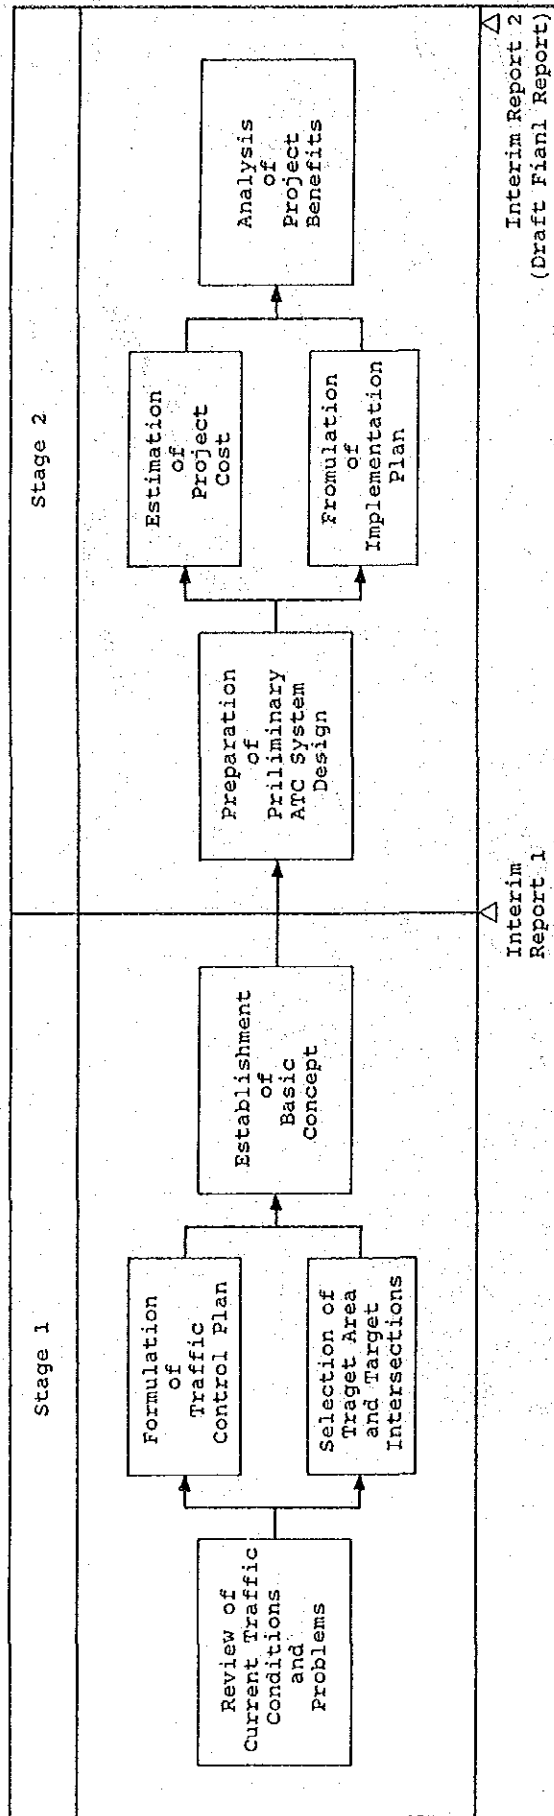 Stage 1
Stage 2
Review of
Current Traffic
Conditions
and
Problems
Formulation
of
Traffic
Control Plan
Selection of
Traget Area
and Target
Intersections
Establishment
of
Basic
Concept
Preparation
of
Priliminary
ATC System
Design
Estimation
of
Project
Cost
Fromulation
of
Implementation
Plan
Analysis
of
Project
Benefits
Interim
Report 1
Interim Report 2
(Draft Fianl Report)